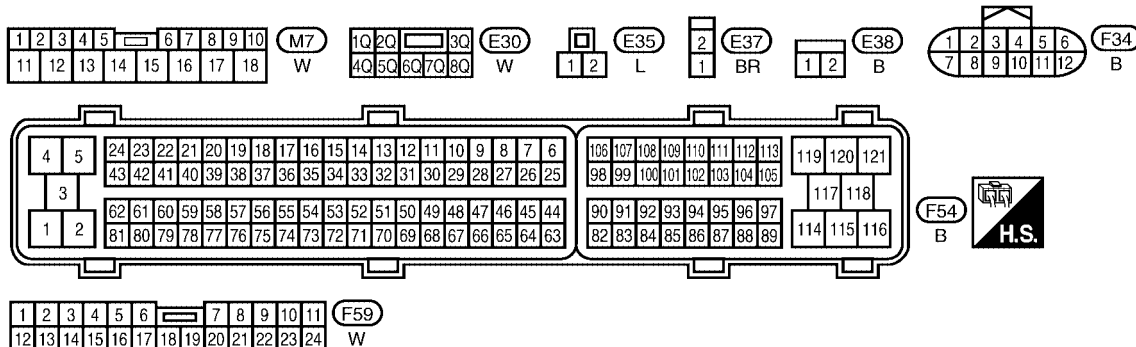 1 2 3 4 5 6 7 8 9 10 M7
11 12 13 14 15 16 17 18 W
1Q 2Q 3Q E30
4Q 5Q 6Q 7Q 8Q W
E35
1 2 L
2 E37
1 BR
E38
1 2 B
1 2 3 4 5 6 F34
7 8 9 10 11 12 B
4 5 24 23 22 21 20 19 18 17 16 15 14 13 12 11 10 9 8 7 6 106 107 108 109 110 111 112 113 119 120 121
43 42 41 40 39 38 37 36 35 34 33 32 31 30 29 28 27 26 25 98 99 100 101 102 103 104 105
3 117 118
1 2 62 61 60 59 58 57 56 55 54 53 52 51 50 49 48 47 46 45 44 90 91 92 93 94 95 96 97 114 115 116
81 80 79 78 77 76 75 74 73 72 71 70 69 68 67 66 65 64 63 82 83 84 85 86 87 88 89
F54
B
H.S.
1 2 3 4 5 6 7 8 9 10 11 F59
12 13 14 15 16 17 18 19 20 21 22 23 24 W